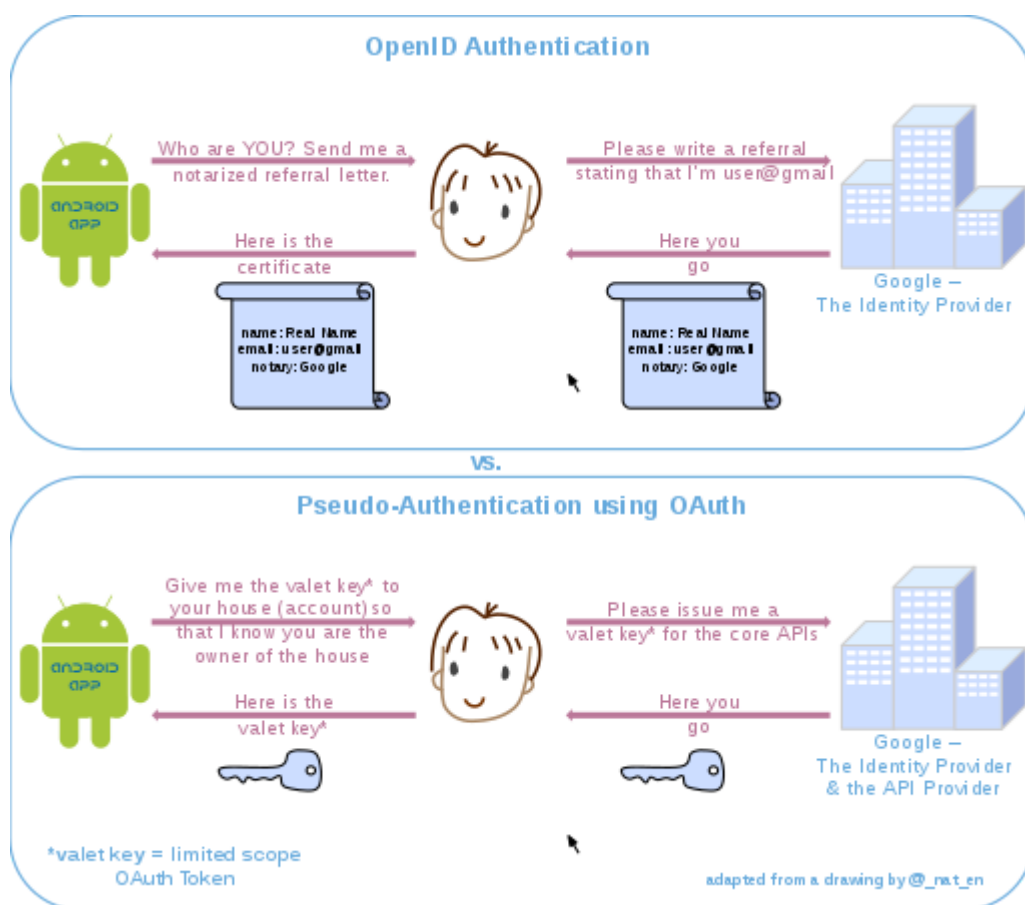 OpenID Authentication
Who are YOU? Send me a
notarized referral letter.
Please write a referral
stating that I'm user@gmail
ANDROID
APP
Here is the
certificate
Here you
go
Google –
The Identity Provider
name: Real Name
email: user@gmail
notary: Google
name: Real Name
email: user@gmail
notary: Google
vs.
Pseudo-Authentication using OAuth
Give me the valet key* to
your house (account) so
that I know you are the
owner of the house
Please issue me a
valet key* for the core APIs
ANDROID
APP
Here is the
valet key*
Here you
go
Google –
The Identity Provider
& the API Provider
*valet key = limited scope
OAuth Token
adapted from a drawing by @_nat_en